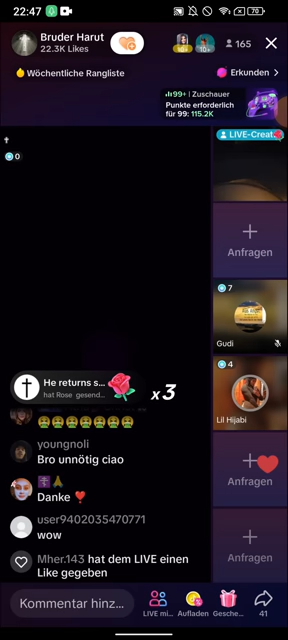 22:47
70
Bruder Harut
22.3K Likes
10+
10+
165
Wöchentliche Rangliste
Erkunden
99+ | Zuschauer
Punkte erforderlich
für 99: 115.2K
0
LIVE-Creat...
Anfragen
7
Gudi
4
Lil Hijabi
He returns s...
hat Rose gesend...
x3
youngnoli
Bro unnötig ciao
Danke
user9402035470771
wow
Mher.143 hat dem LIVE einen
Like gegeben
Anfragen
Anfragen
Kommentar hinz...
LIVE mi...
Aufladen
Gesche...
41